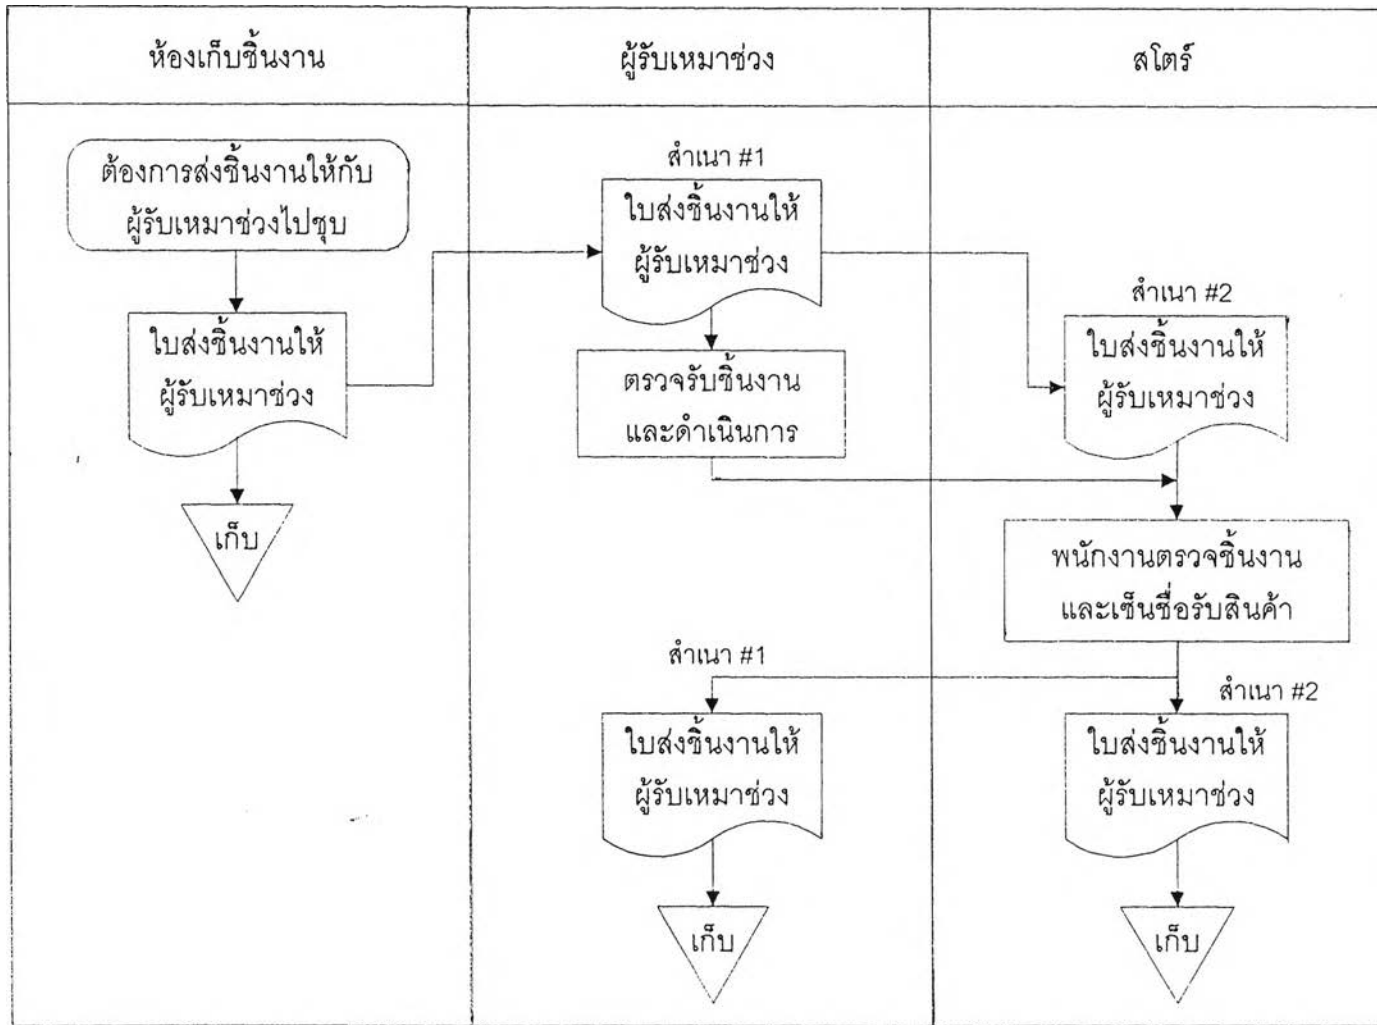 ห้องเก็บชิ้นงาน
ผู้รับเหมาช่วง
สโตร์
ต้องการส่งชิ้นงานให้กับ
ผู้รับเหมาช่วงไปชุบ
ใบส่งชิ้นงานให้
ผู้รับเหมาช่วง
เก็บ
สำเนา #1
ใบส่งชิ้นงานให้
ผู้รับเหมาช่วง
ตรวจรับชิ้นงาน
และดำเนินการ
สำเนา #2
ใบส่งชิ้นงานให้
ผู้รับเหมาช่วง
พนักงานตรวจชิ้นงาน
และเซ็นชื่อรับสินค้า
สำเนา #1
ใบส่งชิ้นงานให้
ผู้รับเหมาช่วง
เก็บ
สำเนา #2
ใบส่งชิ้นงานให้
ผู้รับเหมาช่วง
เก็บ